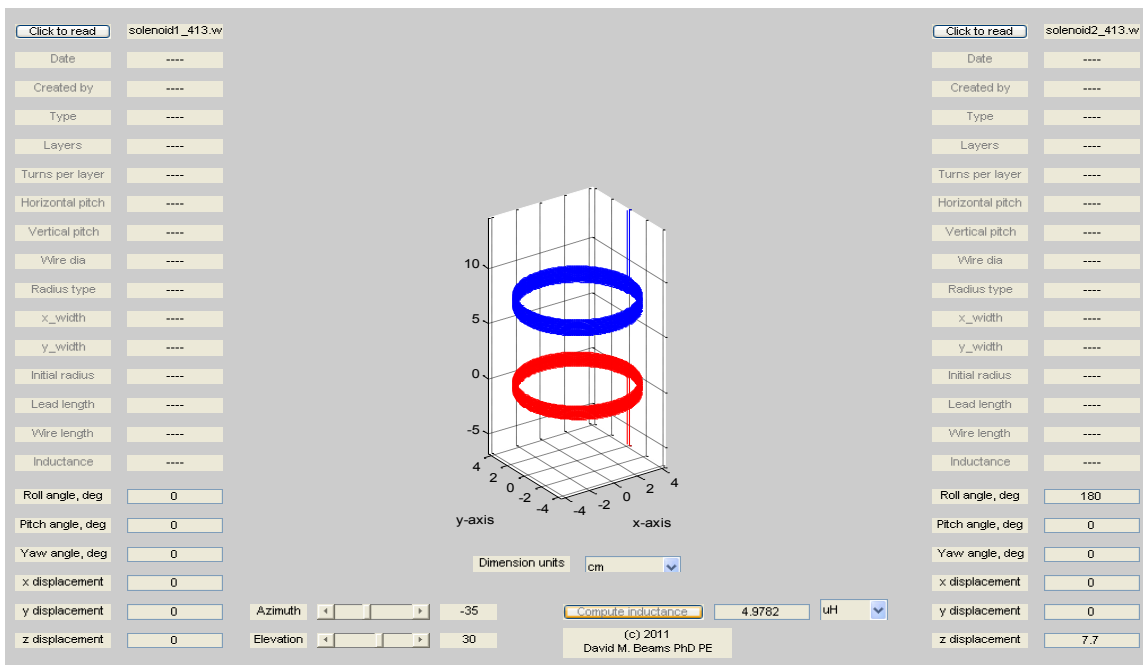 Click to read solenoid1_413.w
Date ----
Created by ----
Type ----
Layers ----
Turns per layer ----
Horizontal pitch ----
Vertical pitch ----
Wire dia ----
Radius type ----
x_width ----
y_width ----
Initial radius ----
Lead length ----
Wire length ----
Inductance ----
Roll angle, deg 0
Pitch angle, deg 0
Yaw angle, deg 0
x displacement 0
y displacement 0
z displacement 0
10
5
0
-5
4
2
0
-2
-4
-4
-2
0
2
4
y-axis
x-axis
Dimension units cm
Azimuth -35
Elevation 30
Compute inductance 4.9782 uH
(c) 2011
David M. Beams PhD PE
Click to read solenoid2_413.w
Date ----
Created by ----
Type ----
Layers ----
Turns per layer ----
Horizontal pitch ----
Vertical pitch ----
Wire dia ----
Radius type ----
x_width ----
y_width ----
Initial radius ----
Lead length ----
Wire length ----
Inductance ----
Roll angle, deg 180
Pitch angle, deg 0
Yaw angle, deg 0
x displacement 0
y displacement 0
z displacement 7.7